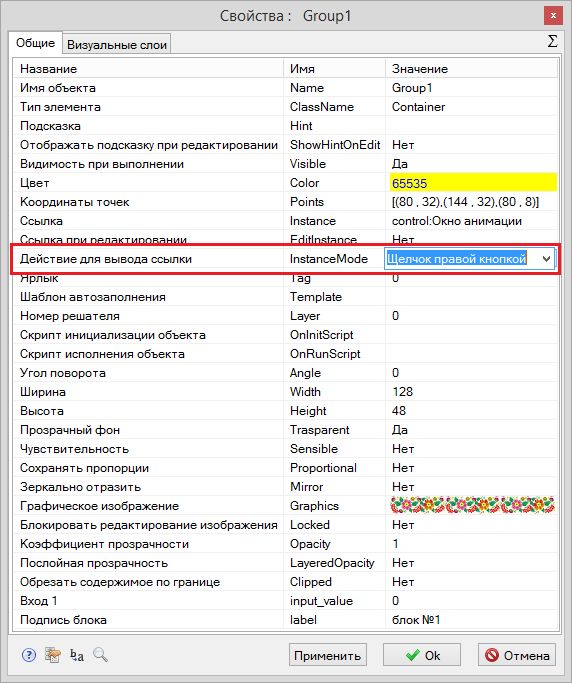 Свойства : Group1
Общие Визуальные слои Σ
Название Имя Значение
Имя объекта Name Group1
Тип элемента ClassName Container
Подсказка Hint
Отображать подсказку при редактировании ShowHintOnEdit Нет
Видимость при выполнении Visible Да
Цвет Color 65535
Координаты точек Points [(80 , 32),(144 , 32),(80 , 8)]
Ссылка Instance control:Окно анимации
Ссылка при редактировании EditInstance Нет
Действие для вывода ссылки InstanceMode Щелчок правой кнопкой
Ярлык Tag 0
Шаблон автозаполнения Template
Номер решателя Layer 0
Скрипт инициализации объекта OnInitScript
Скрипт исполнения объекта OnRunScript
Угол поворота Angle 0
Ширина Width 128
Высота Height 48
Прозрачный фон Trasparent Да
Чувствительность Sensible Нет
Сохранять пропорции Proportional Нет
Зеркально отразить Mirror Нет
Графическое изображение Graphics
Блокировать редактирование изображения Locked Нет
Коэффициент прозрачности Opacity 1
Послойная прозрачность LayeredOpacity Нет
Обрезать содержимое по границе Clipped Нет
Вход 1 input_value 0
Подпись блока label блок №1
Применить Ok Отмена